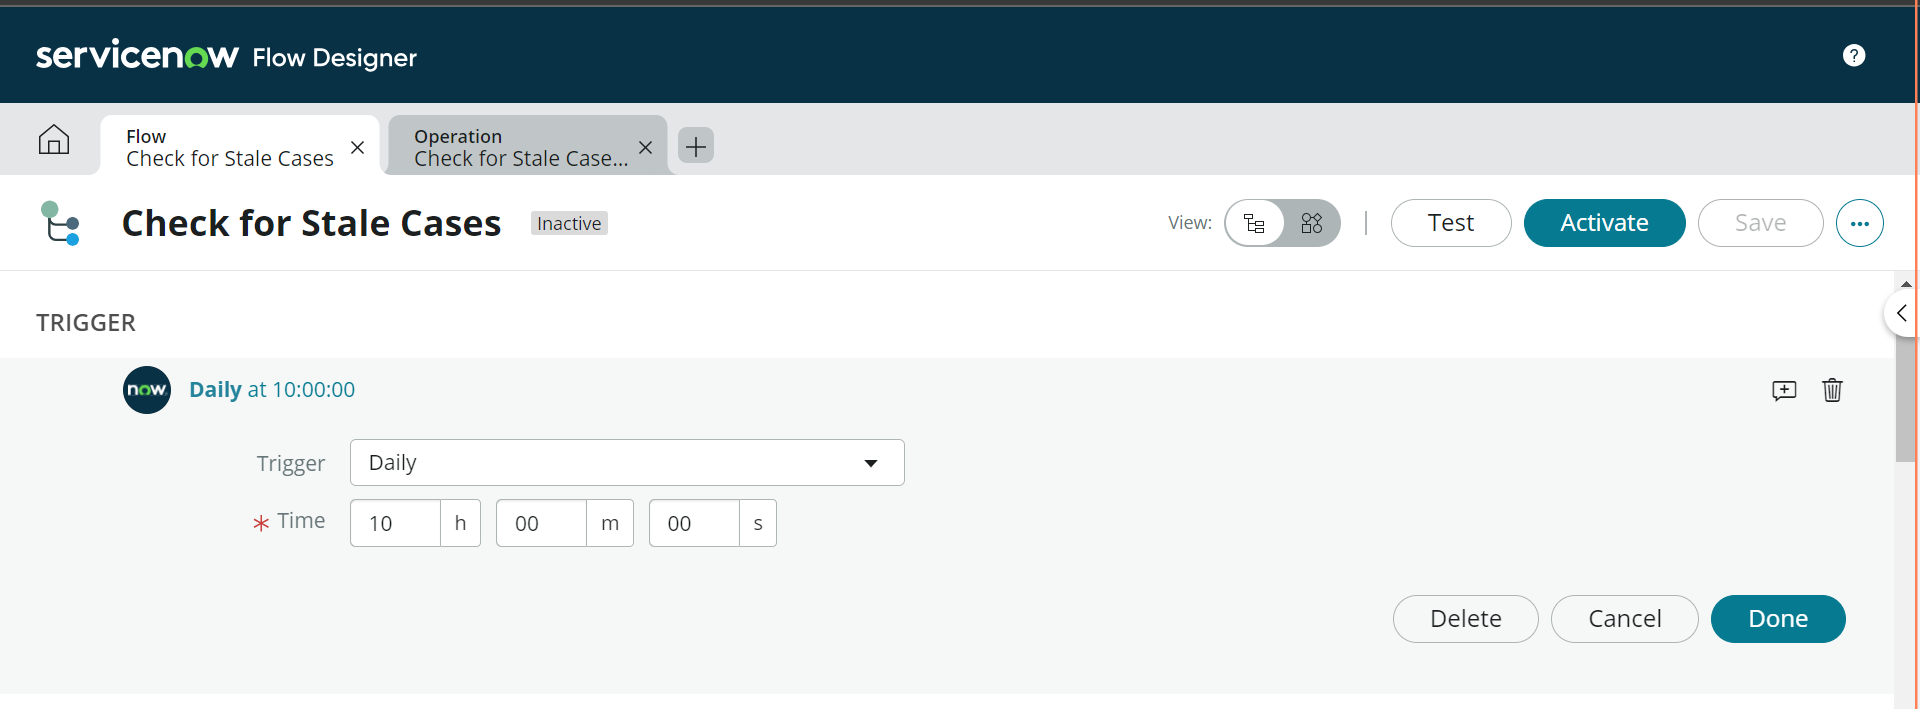 servicenow Flow Designer
?
Flow
Check for Stale Cases
Operation
Check for Stale Case...
Check for Stale Cases
Inactive
View:
Test
Activate
Save
TRIGGER
now
Daily at 10:00:00
Trigger
Daily
* Time
10 h
00 m
00 s
Delete
Cancel
Done